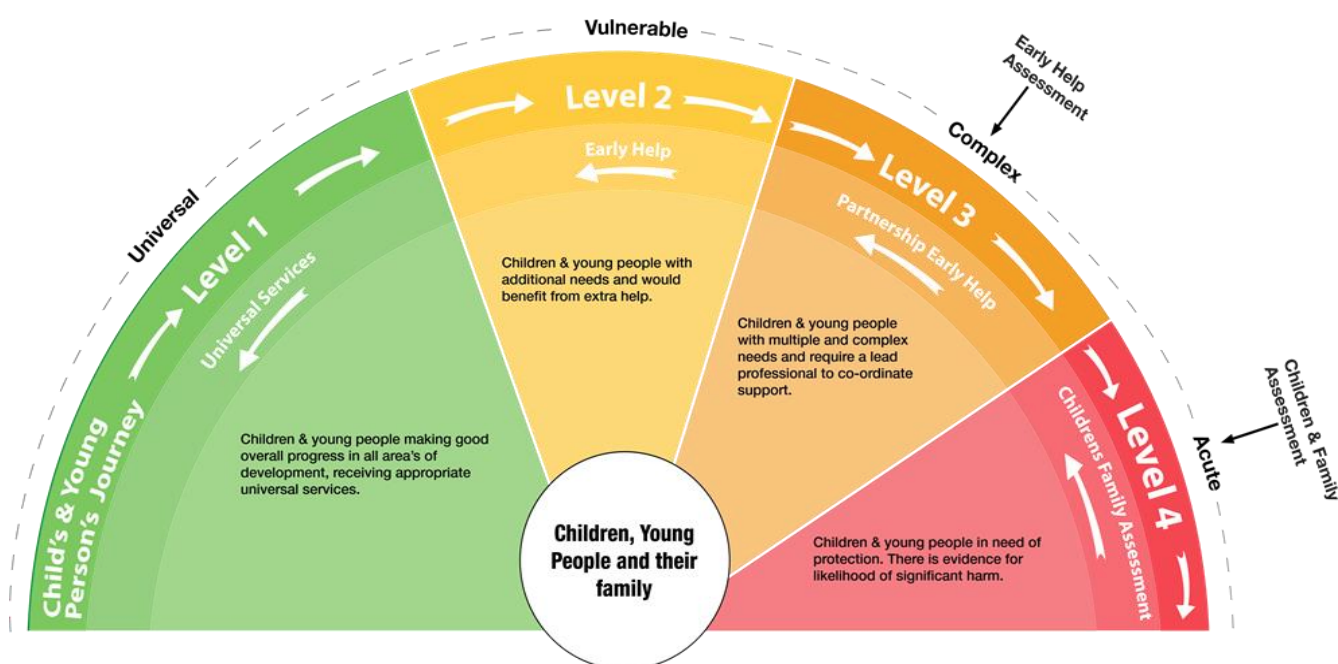 Universal
Vulnerable
Complex
Acute
Early Help
Assessment
Children & Family
Assessment
Child's & Young
Person's Journey
Level 1
Universal Services
Children & young people making good
overall progress in all area's of
development, receiving appropriate
universal services.
Level 2
Early Help
Children & young people with
additional needs and would
benefit from extra help.
Level 3
Partnership Early Help
Children & young people
with multiple and complex
needs and require a lead
professional to co-ordinate
support.
Level 4
Childrens Family Assessment
Children & young people in need of
protection. There is evidence for
likelihood of significant harm.
Children, Young
People and their
family